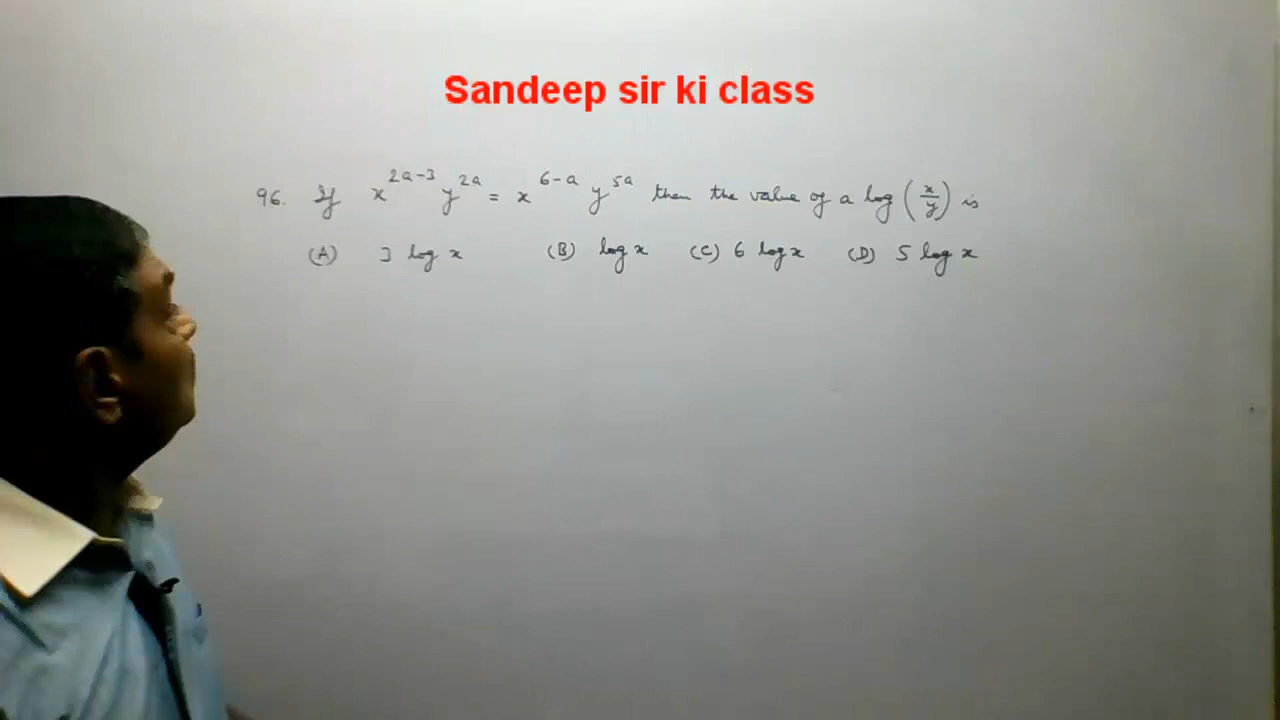 Sandeep sir ki class
96. If x^{2a-3} y^{2a} = x^{6-a} y^{5a} then the value of a log (x/y) is
(A) 3 log x (B) log x (C) 6 log x (D) 5 log x